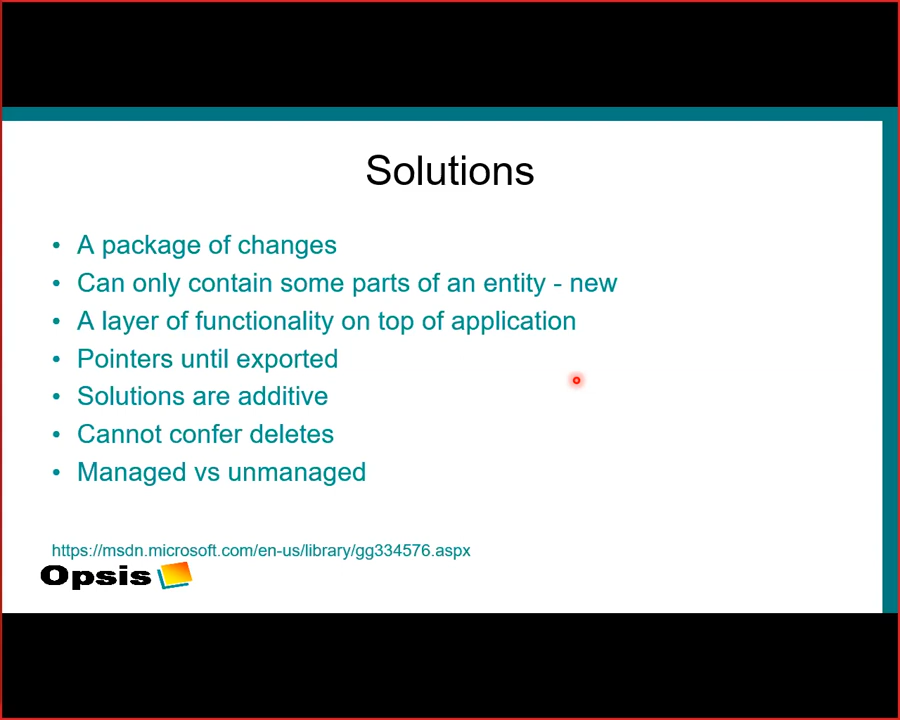 Solutions
• A package of changes
• Can only contain some parts of an entity - new
• A layer of functionality on top of application
• Pointers until exported
• Solutions are additive
• Cannot confer deletes
• Managed vs unmanaged
https://msdn.microsoft.com/en-us/library/gg334576.aspx
Opsis